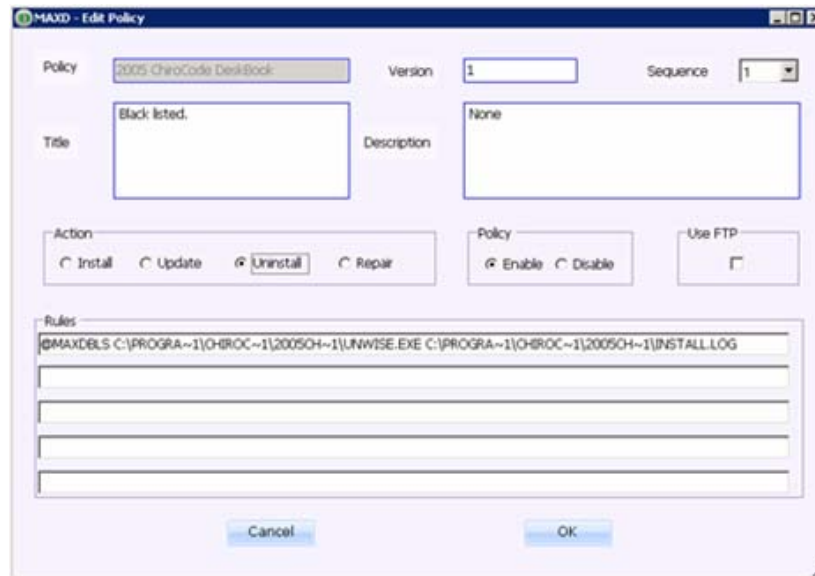 MAXD - Edit Policy
Policy 2005 ChiroCode DeskBook Version 1 Sequence 1
Title Black listed. Description None
Action Policy Use FTP
Install Update Uninstall Repair Enable Disable
Rules
@MAXDBLS C:\PROGRA~1\CHIROC~1\2005CH~1\UNWISE.EXE C:\PROGRA~1\CHIROC~1\2005CH~1\INSTALL.LOG
Cancel OK